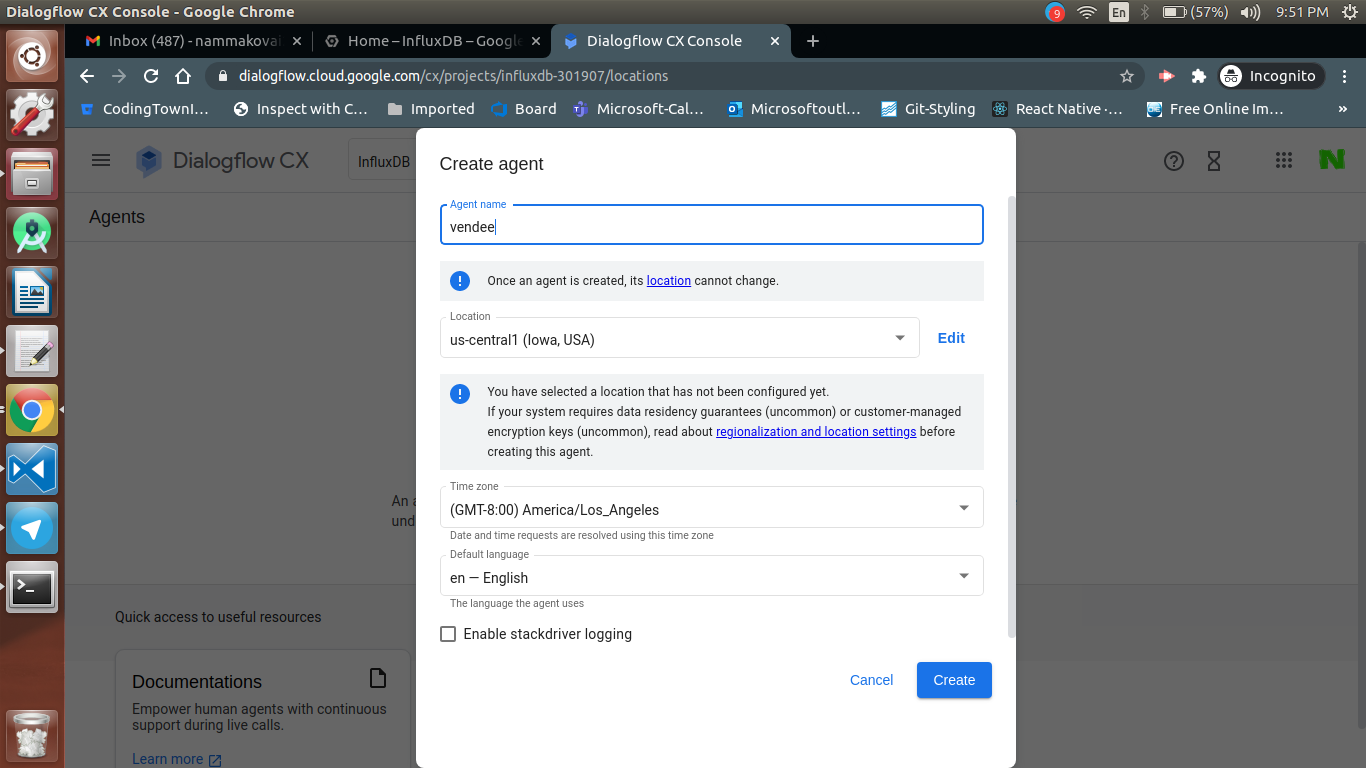 Dialogflow CX Console - Google Chrome
9
En
(57%)
9:51 PM
Inbox (487) - nammakovai
Home – InfluxDB – Google
Dialogflow CX Console
dialogflow.cloud.google.com/cx/projects/influxdb-301907/locations
Incognito
CodingTownI…
Inspect with C…
Imported
Board
Microsoft-Cal…
Microsoftoutl…
Git-Styling
React Native -…
Free Online Im…
»
Dialogflow CX
InfluxDB
N
Agents
Create agent
Agent name
vendee
Once an agent is created, its location cannot change.
Location
us-central1 (Iowa, USA)
Edit
You have selected a location that has not been configured yet.
If your system requires data residency guarantees (uncommon) or customer-managed
encryption keys (uncommon), read about regionalization and location settings before
creating this agent.
Time zone
(GMT-8:00) America/Los_Angeles
Date and time requests are resolved using this time zone
Default language
en — English
The language the agent uses
Enable stackdriver logging
Cancel
Create
An
und
Quick access to useful resources
Documentations
Empower human agents with continuous
support during live calls.
Learn more